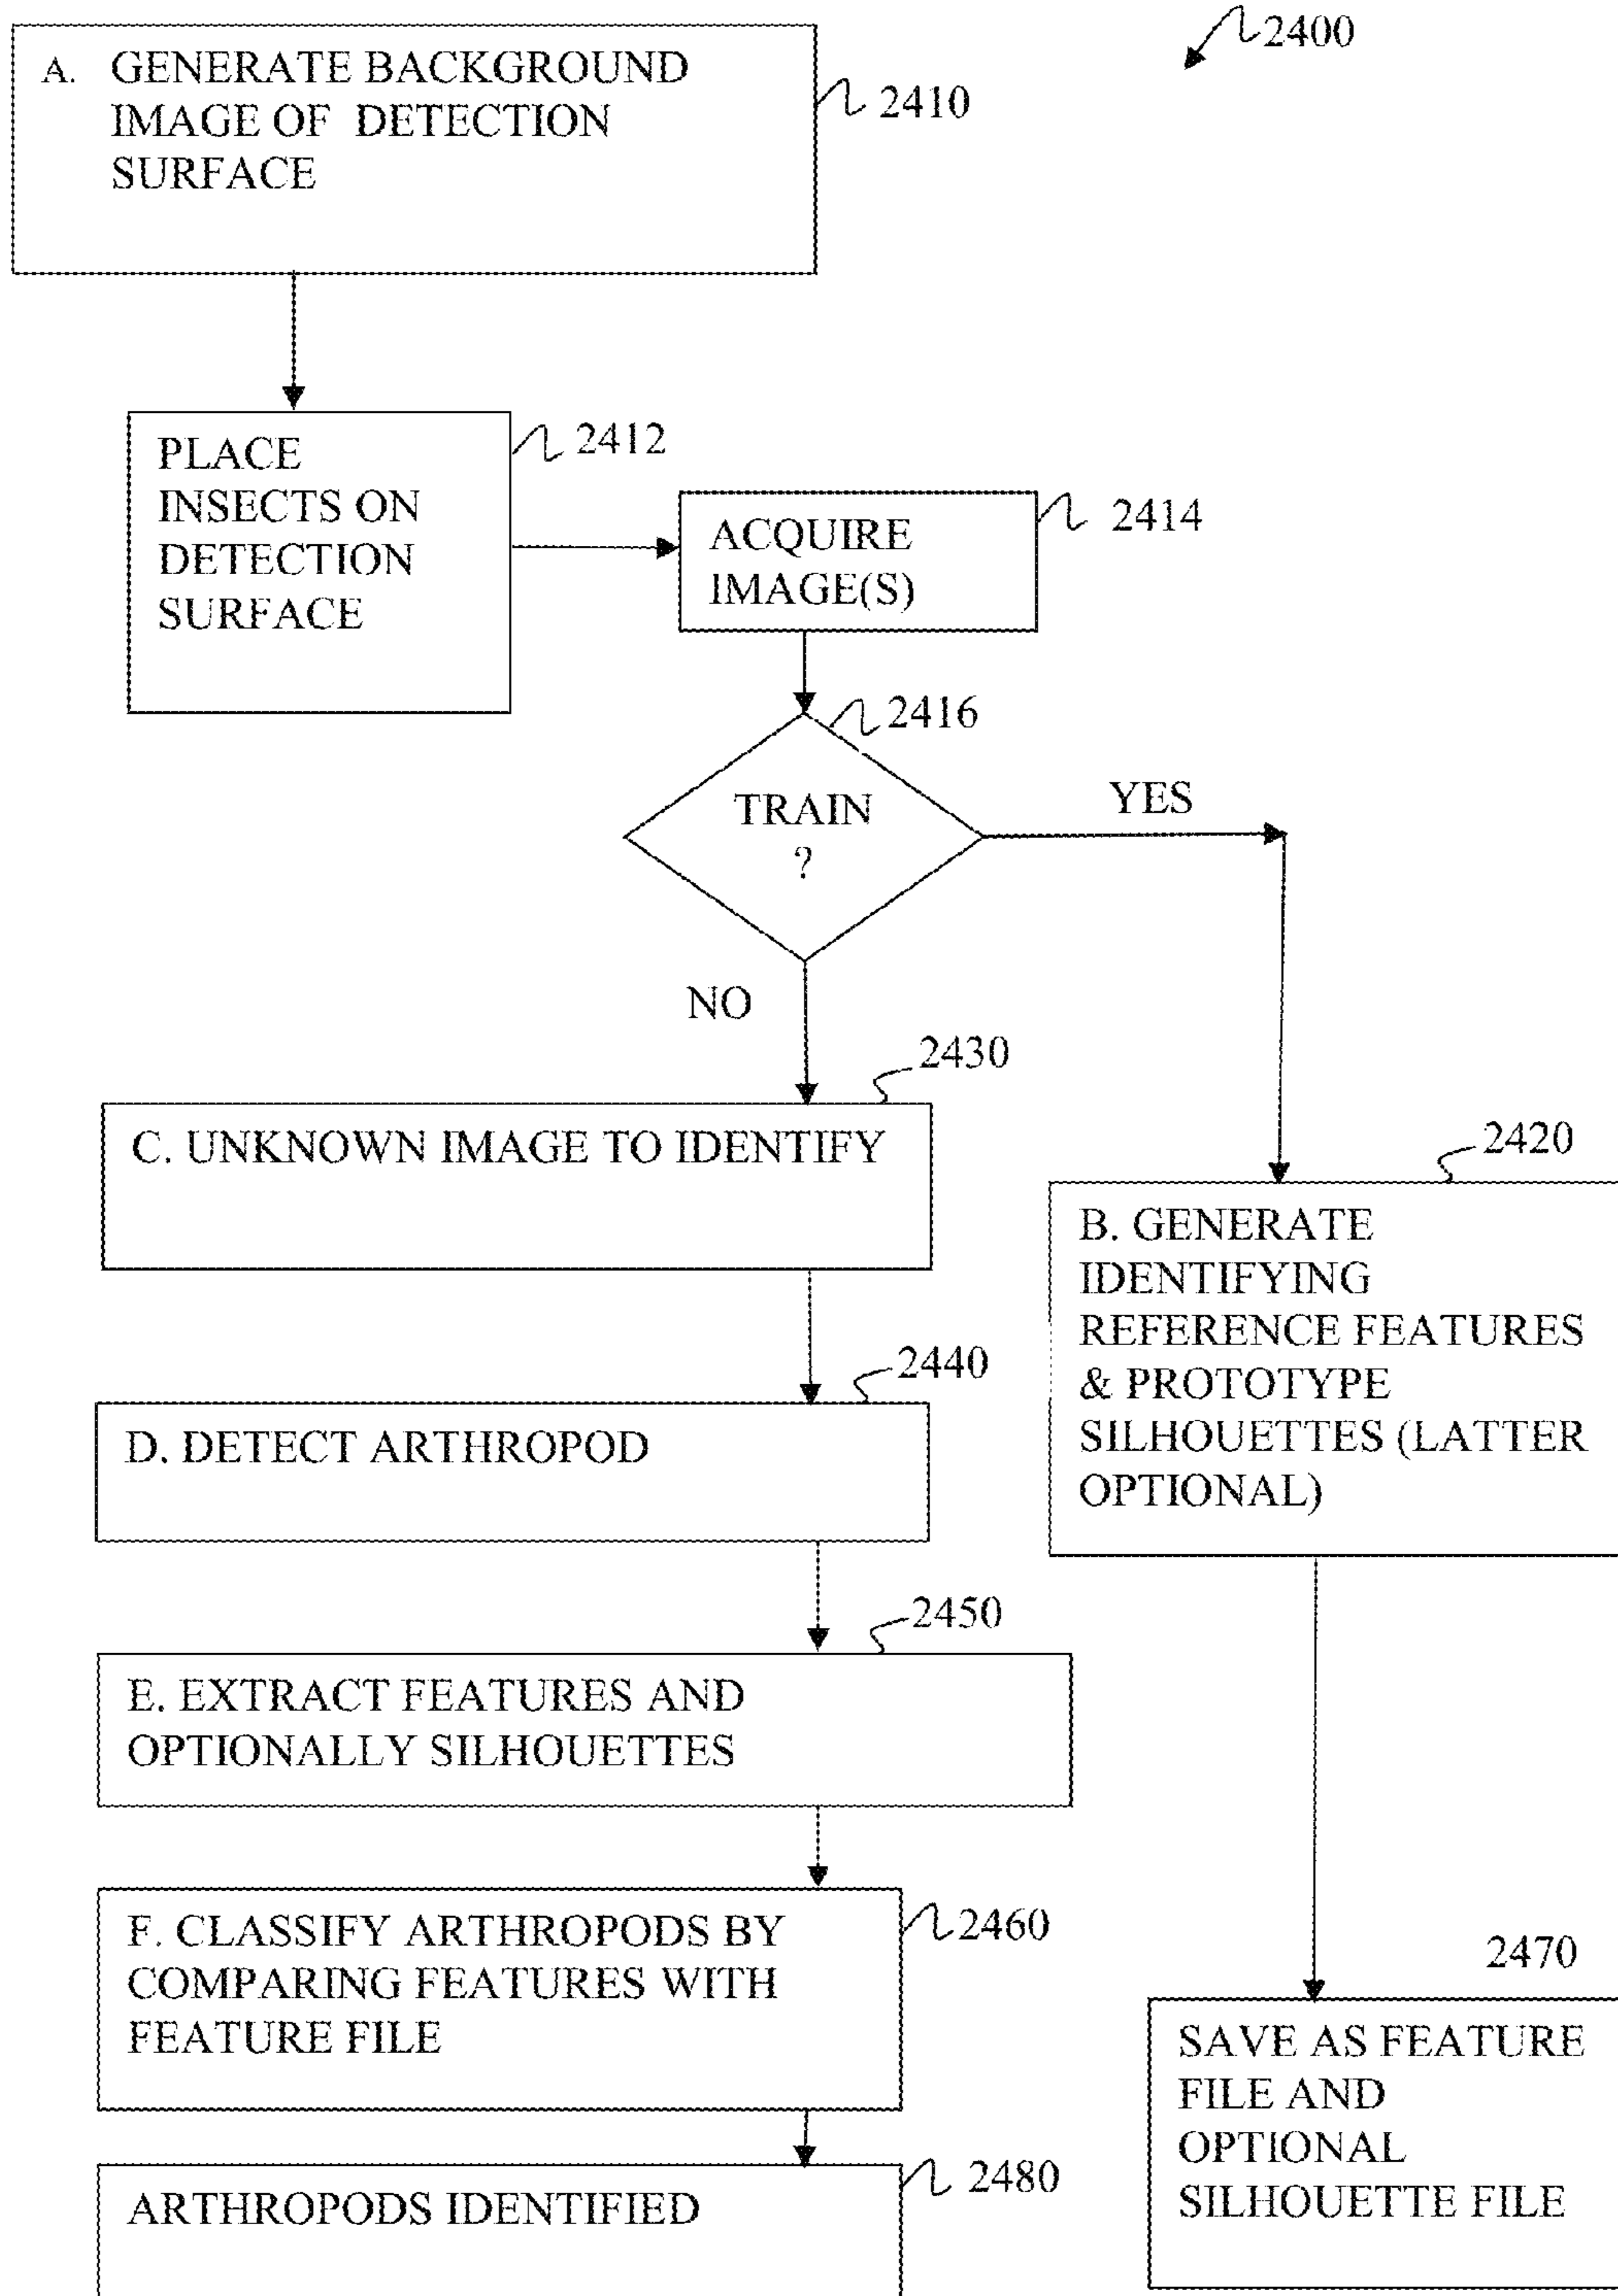 2400
A. GENERATE BACKGROUND
IMAGE OF DETECTION
SURFACE
2410
PLACE
INSECTS ON
DETECTION
SURFACE
2412
ACQUIRE
IMAGE(S)
2414
2416
TRAIN
?
YES
NO
2430
C. UNKNOWN IMAGE TO IDENTIFY
2420
B. GENERATE
IDENTIFYING
REFERENCE FEATURES
& PROTOTYPE
SILHOUETTES (LATTER
OPTIONAL)
2440
D. DETECT ARTHROPOD
2450
E. EXTRACT FEATURES AND
OPTIONALLY SILHOUETTES
F. CLASSIFY ARTHROPODS BY
COMPARING FEATURES WITH
FEATURE FILE
2460
2470
SAVE AS FEATURE
FILE AND
OPTIONAL
SILHOUETTE FILE
2480
ARTHROPODS IDENTIFIED